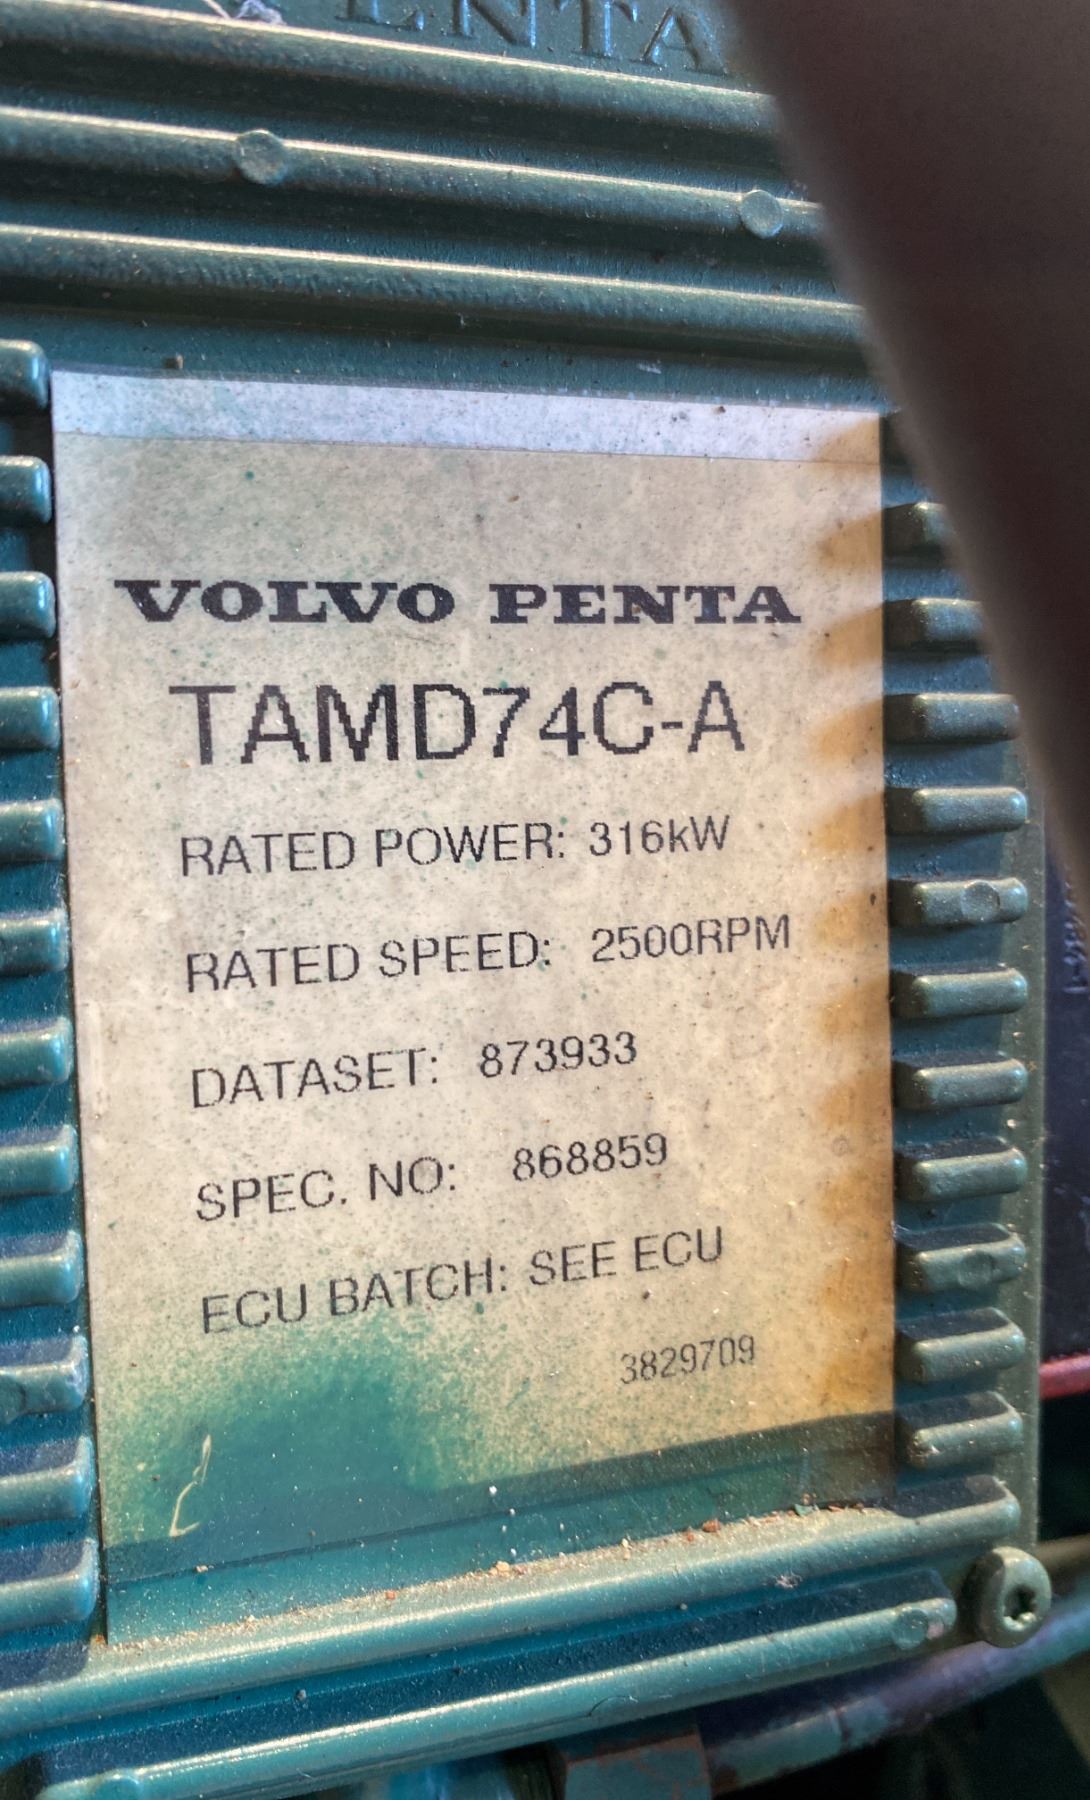 PENTA
VOLVO PENTA
TAMD74C-A
RATED POWER: 316kW
RATED SPEED: 2500RPM
DATASET: 873933
SPEC. NO: 868859
ECU BATCH: SEE ECU
3829709